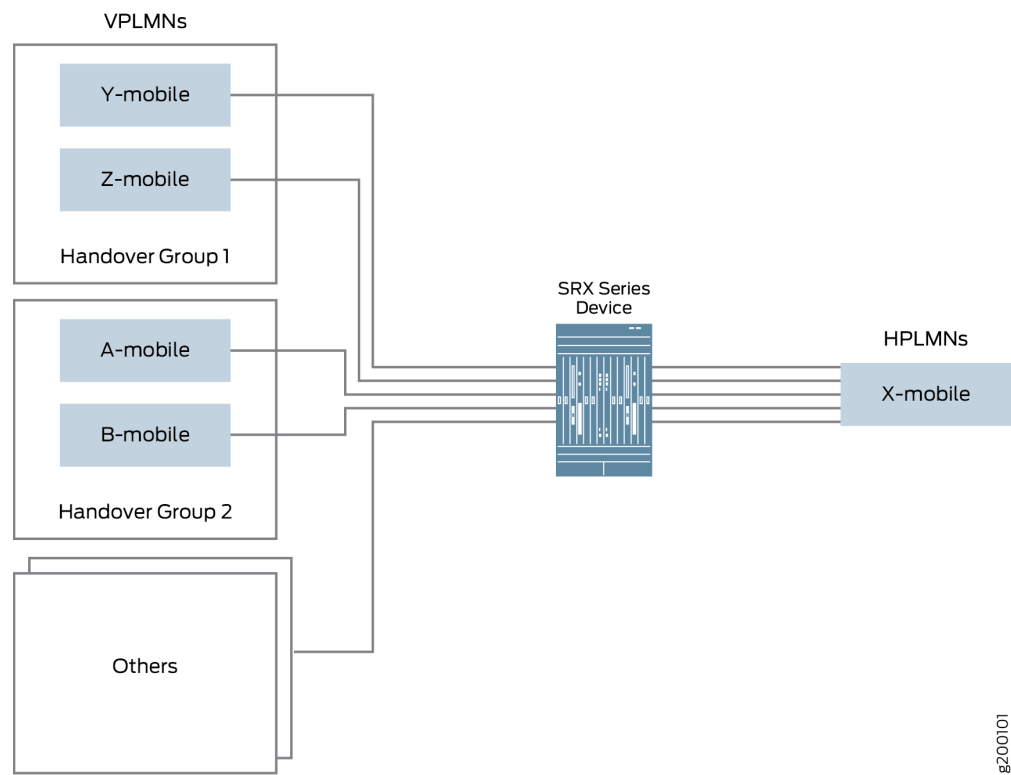 VPLMNs
Y-mobile
Z-mobile
Handover Group 1
A-mobile
B-mobile
Handover Group 2
Others
SRX Series
Device
HPLMNs
X-mobile
g200101